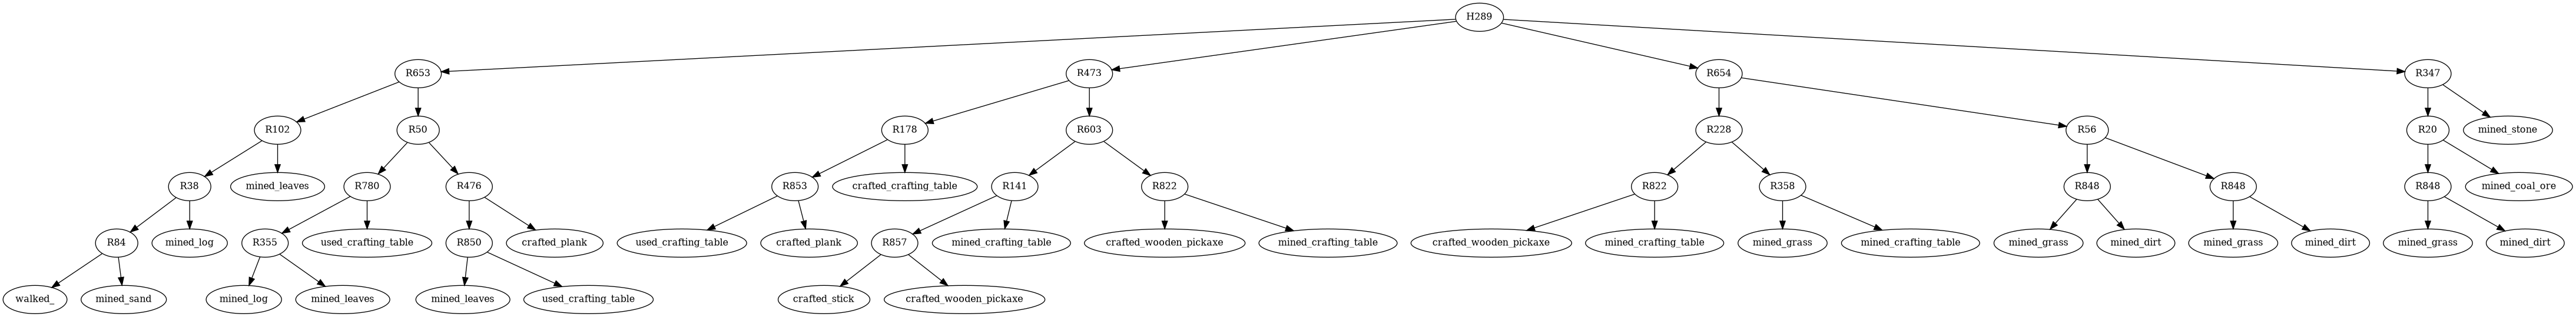 H289
R653
R473
R654
R347
R102
R50
R178
R603
R228
R56
R20
mined_stone
R38
mined_leaves
R780
R476
R853
crafted_crafting_table
R141
R822
R822
R358
R848
R848
R848
mined_coal_ore
R84
mined_log
R355
used_crafting_table
R850
crafted_plank
used_crafting_table
crafted_plank
R857
mined_crafting_table
crafted_wooden_pickaxe
mined_crafting_table
crafted_wooden_pickaxe
mined_crafting_table
mined_grass
mined_crafting_table
mined_grass
mined_dirt
mined_grass
mined_dirt
mined_grass
mined_dirt
walked_
mined_sand
mined_log
mined_leaves
mined_leaves
used_crafting_table
crafted_stick
crafted_wooden_pickaxe